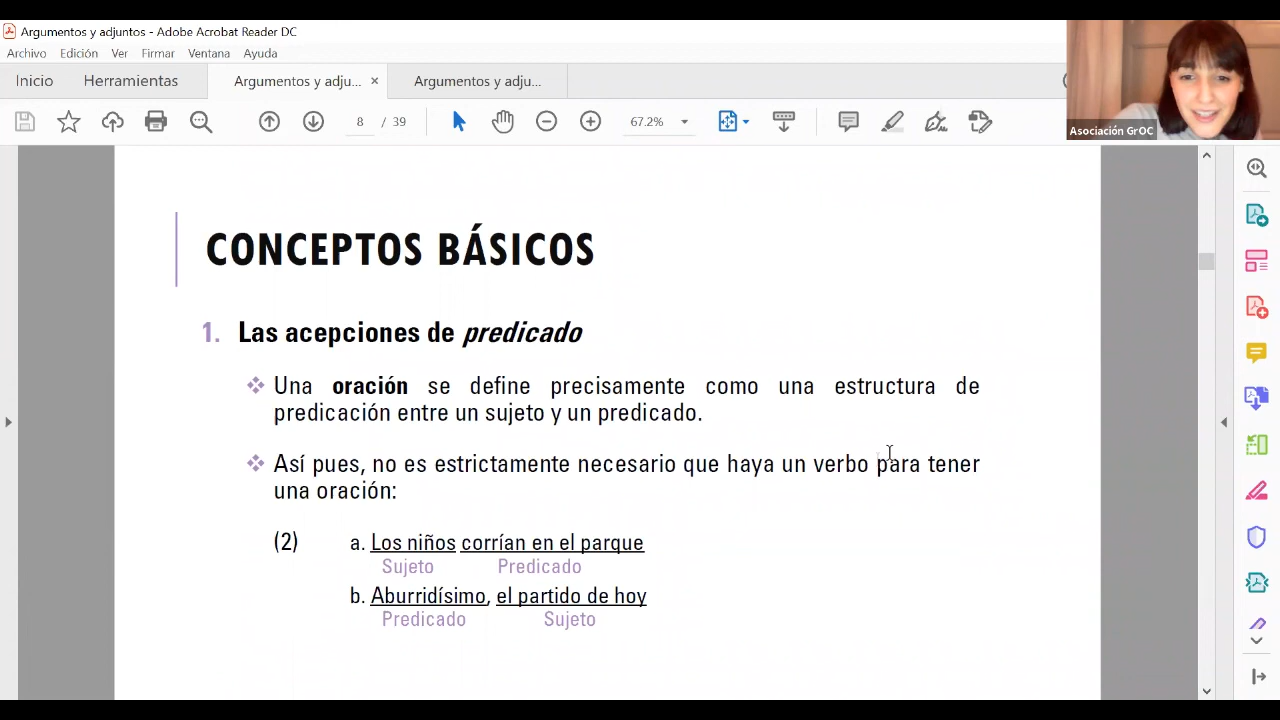 Argumentos y adjuntos - Adobe Acrobat Reader DC
Archivo Edición Ver Firmar Ventana Ayuda
Inicio Herramientas Argumentos y adju... × Argumentos y adju...
8 / 39 67.2%
Asociación GrOC
CONCEPTOS BÁSICOS
1. Las acepciones de predicado
Una oración se define precisamente como una estructura de
predicación entre un sujeto y un predicado.
Así pues, no es estrictamente necesario que haya un verbo para tener
una oración:
(2) a. Los niños corrían en el parque
Sujeto Predicado
b. Aburridísimo, el partido de hoy
Predicado Sujeto